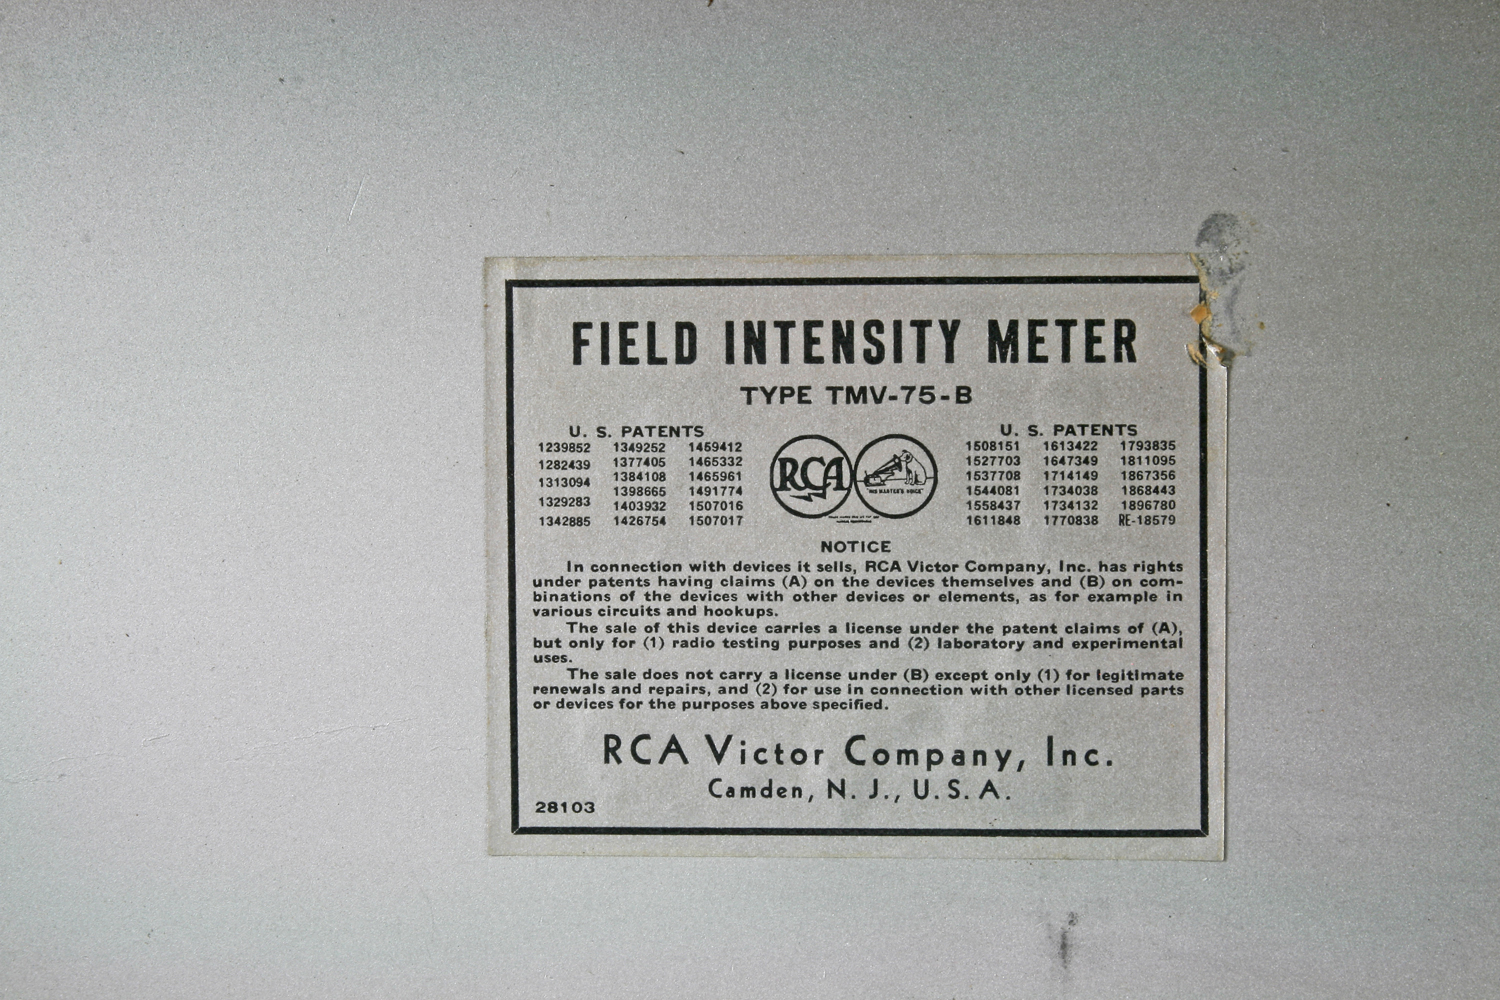 FIELD INTENSITY METER
TYPE TMV-75-B
U. S. PATENTS
1239852 1349252 1459412
1282439 1377405 1465332
1313094 1384108 1465961
1398665 1491774
1329283 1403932 1507016
1342885 1426754 1507017
RCA
"HIS MASTER'S VOICE"
U. S. PATENTS
1508151 1613422 1793835
1527703 1647349 1811095
1537708 1714149 1867356
1544081 1734038 1868443
1558437 1734132 1896780
1611848 1770838 RE-18579
NOTICE
In connection with devices it sells, RCA Victor Company, Inc. has rights
under patents having claims (A) on the devices themselves and (B) on com-
binations of the devices with other devices or elements, as for example in
various circuits and hookups.
The sale of this device carries a license under the patent claims of (A),
but only for (1) radio testing purposes and (2) laboratory and experimental
uses.
The sale does not carry a license under (B) except only (1) for legitimate
renewals and repairs, and (2) for use in connection with other licensed parts
or devices for the purposes above specified.
RCA Victor Company, Inc.
Camden, N. J., U. S. A.
28103